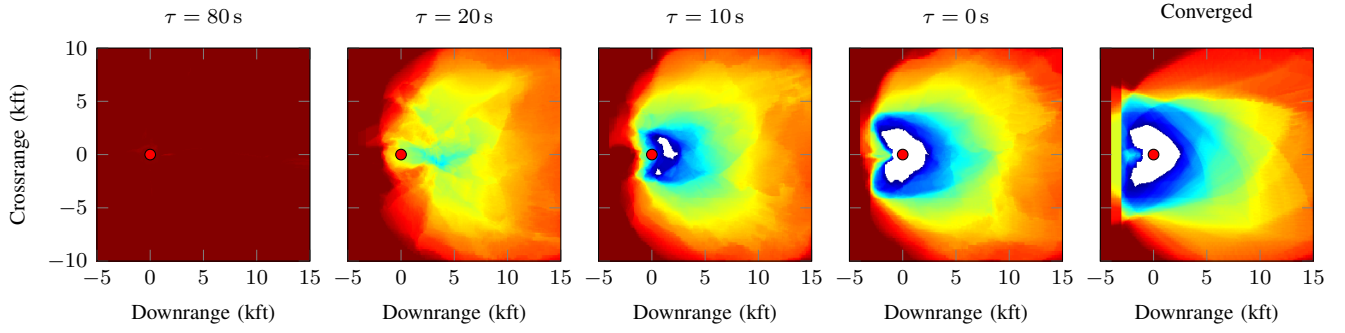 τ = 80 s
τ = 20 s
τ = 10 s
τ = 0 s
Converged
Crossrange (kft)
10
5
0
−5
−10
−5 0 5 10 15
−5 0 5 10 15
−5 0 5 10 15
−5 0 5 10 15
−5 0 5 10 15
Downrange (kft)
Downrange (kft)
Downrange (kft)
Downrange (kft)
Downrange (kft)